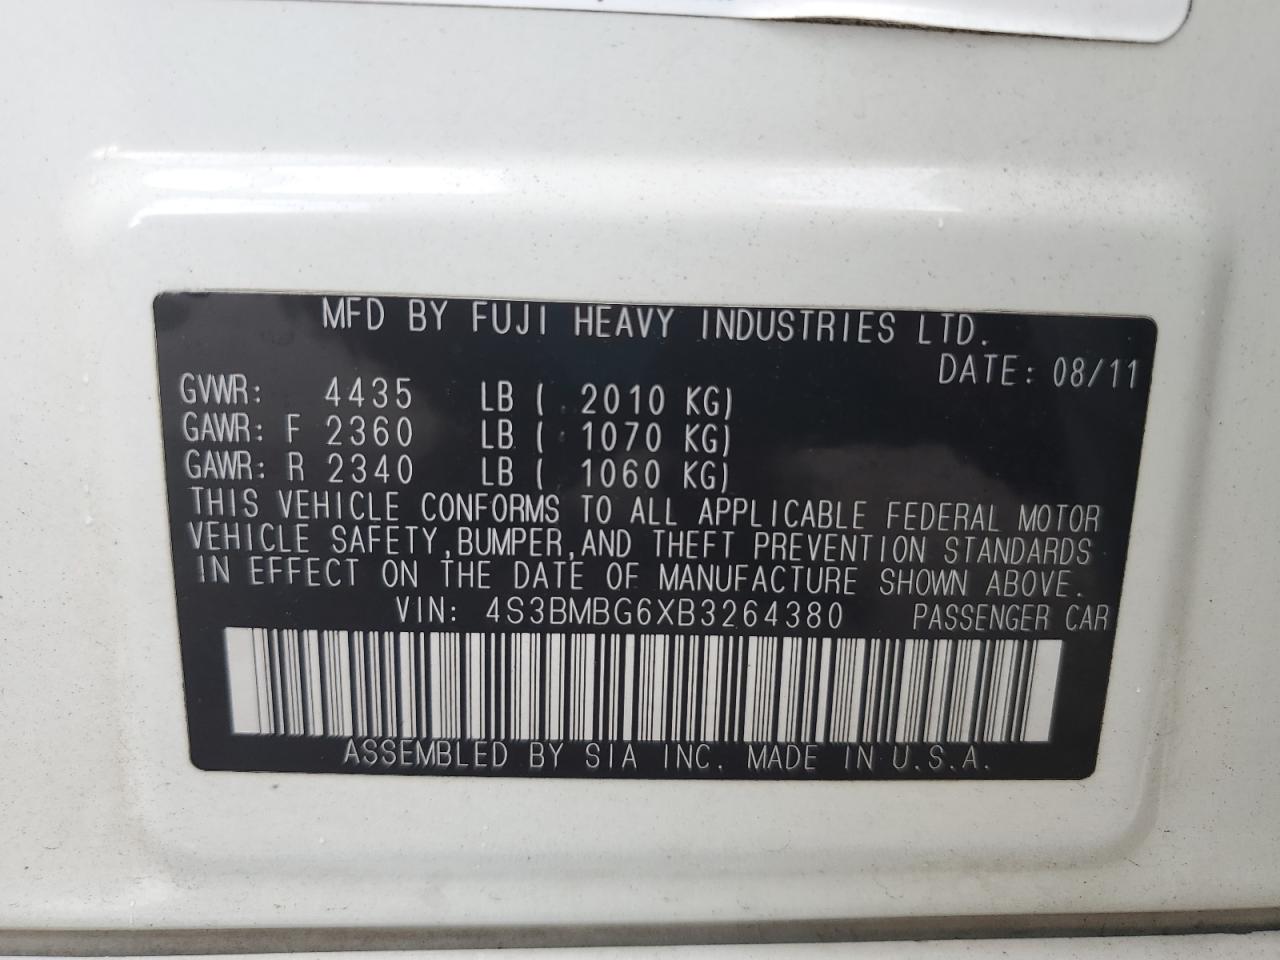 MFD BY FUJI HEAVY INDUSTRIES LTD.
DATE: 08/11
GVWR: 4435 LB ( 2010 KG)
GAWR: F 2360 LB ( 1070 KG)
GAWR: R 2340 LB ( 1060 KG)
THIS VEHICLE CONFORMS TO ALL APPLICABLE FEDERAL MOTOR
VEHICLE SAFETY,BUMPER,AND THEFT PREVENTION STANDARDS
IN EFFECT ON THE DATE OF MANUFACTURE SHOWN ABOVE.
VIN: 4S3BMBG6XB3264380 PASSENGER CAR
ASSEMBLED BY SIA INC. MADE IN U.S.A.